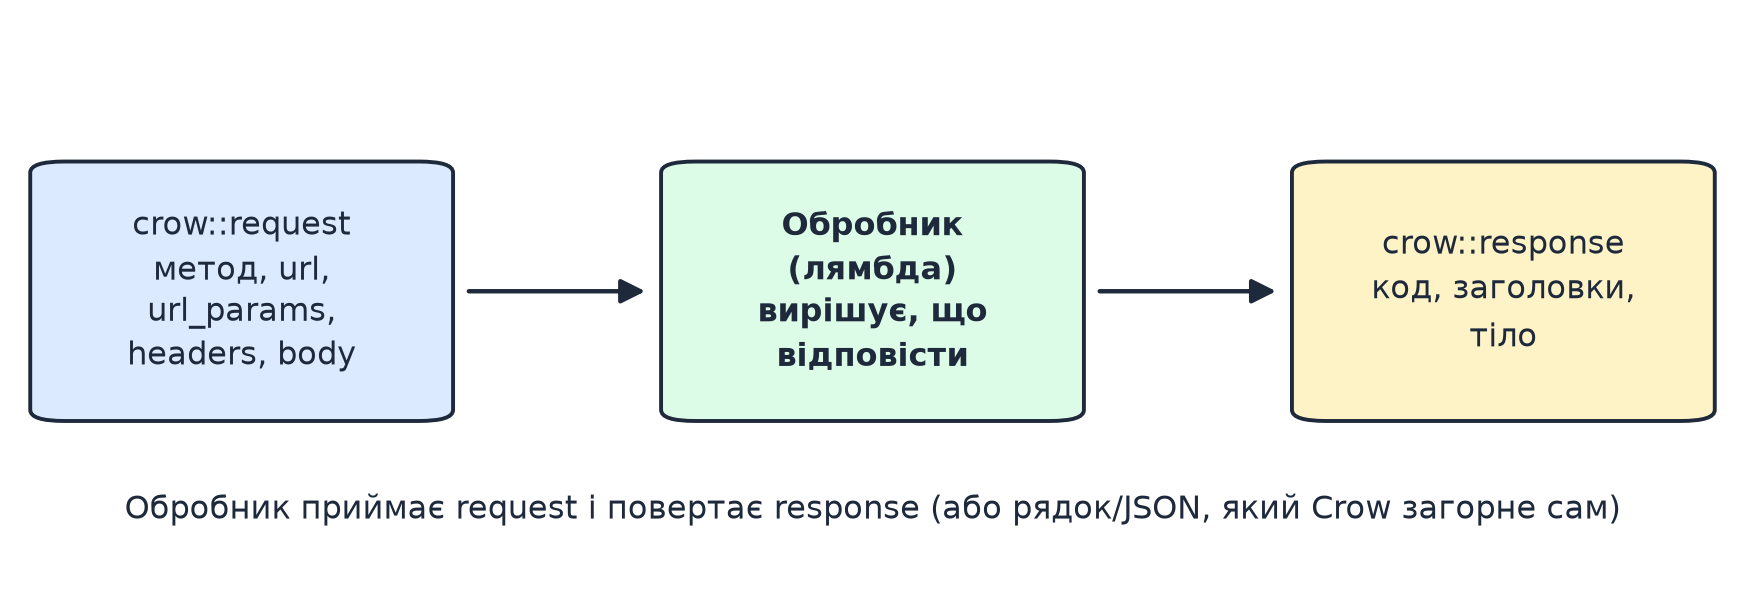 crow::request
метод, url,
url_params,
headers, body
Обробник
(лямбда)
вирішує, що
відповісти
crow::response
код, заголовки,
тіло
Обробник приймає request і повертає response (або рядок/JSON, який Crow загорне сам)